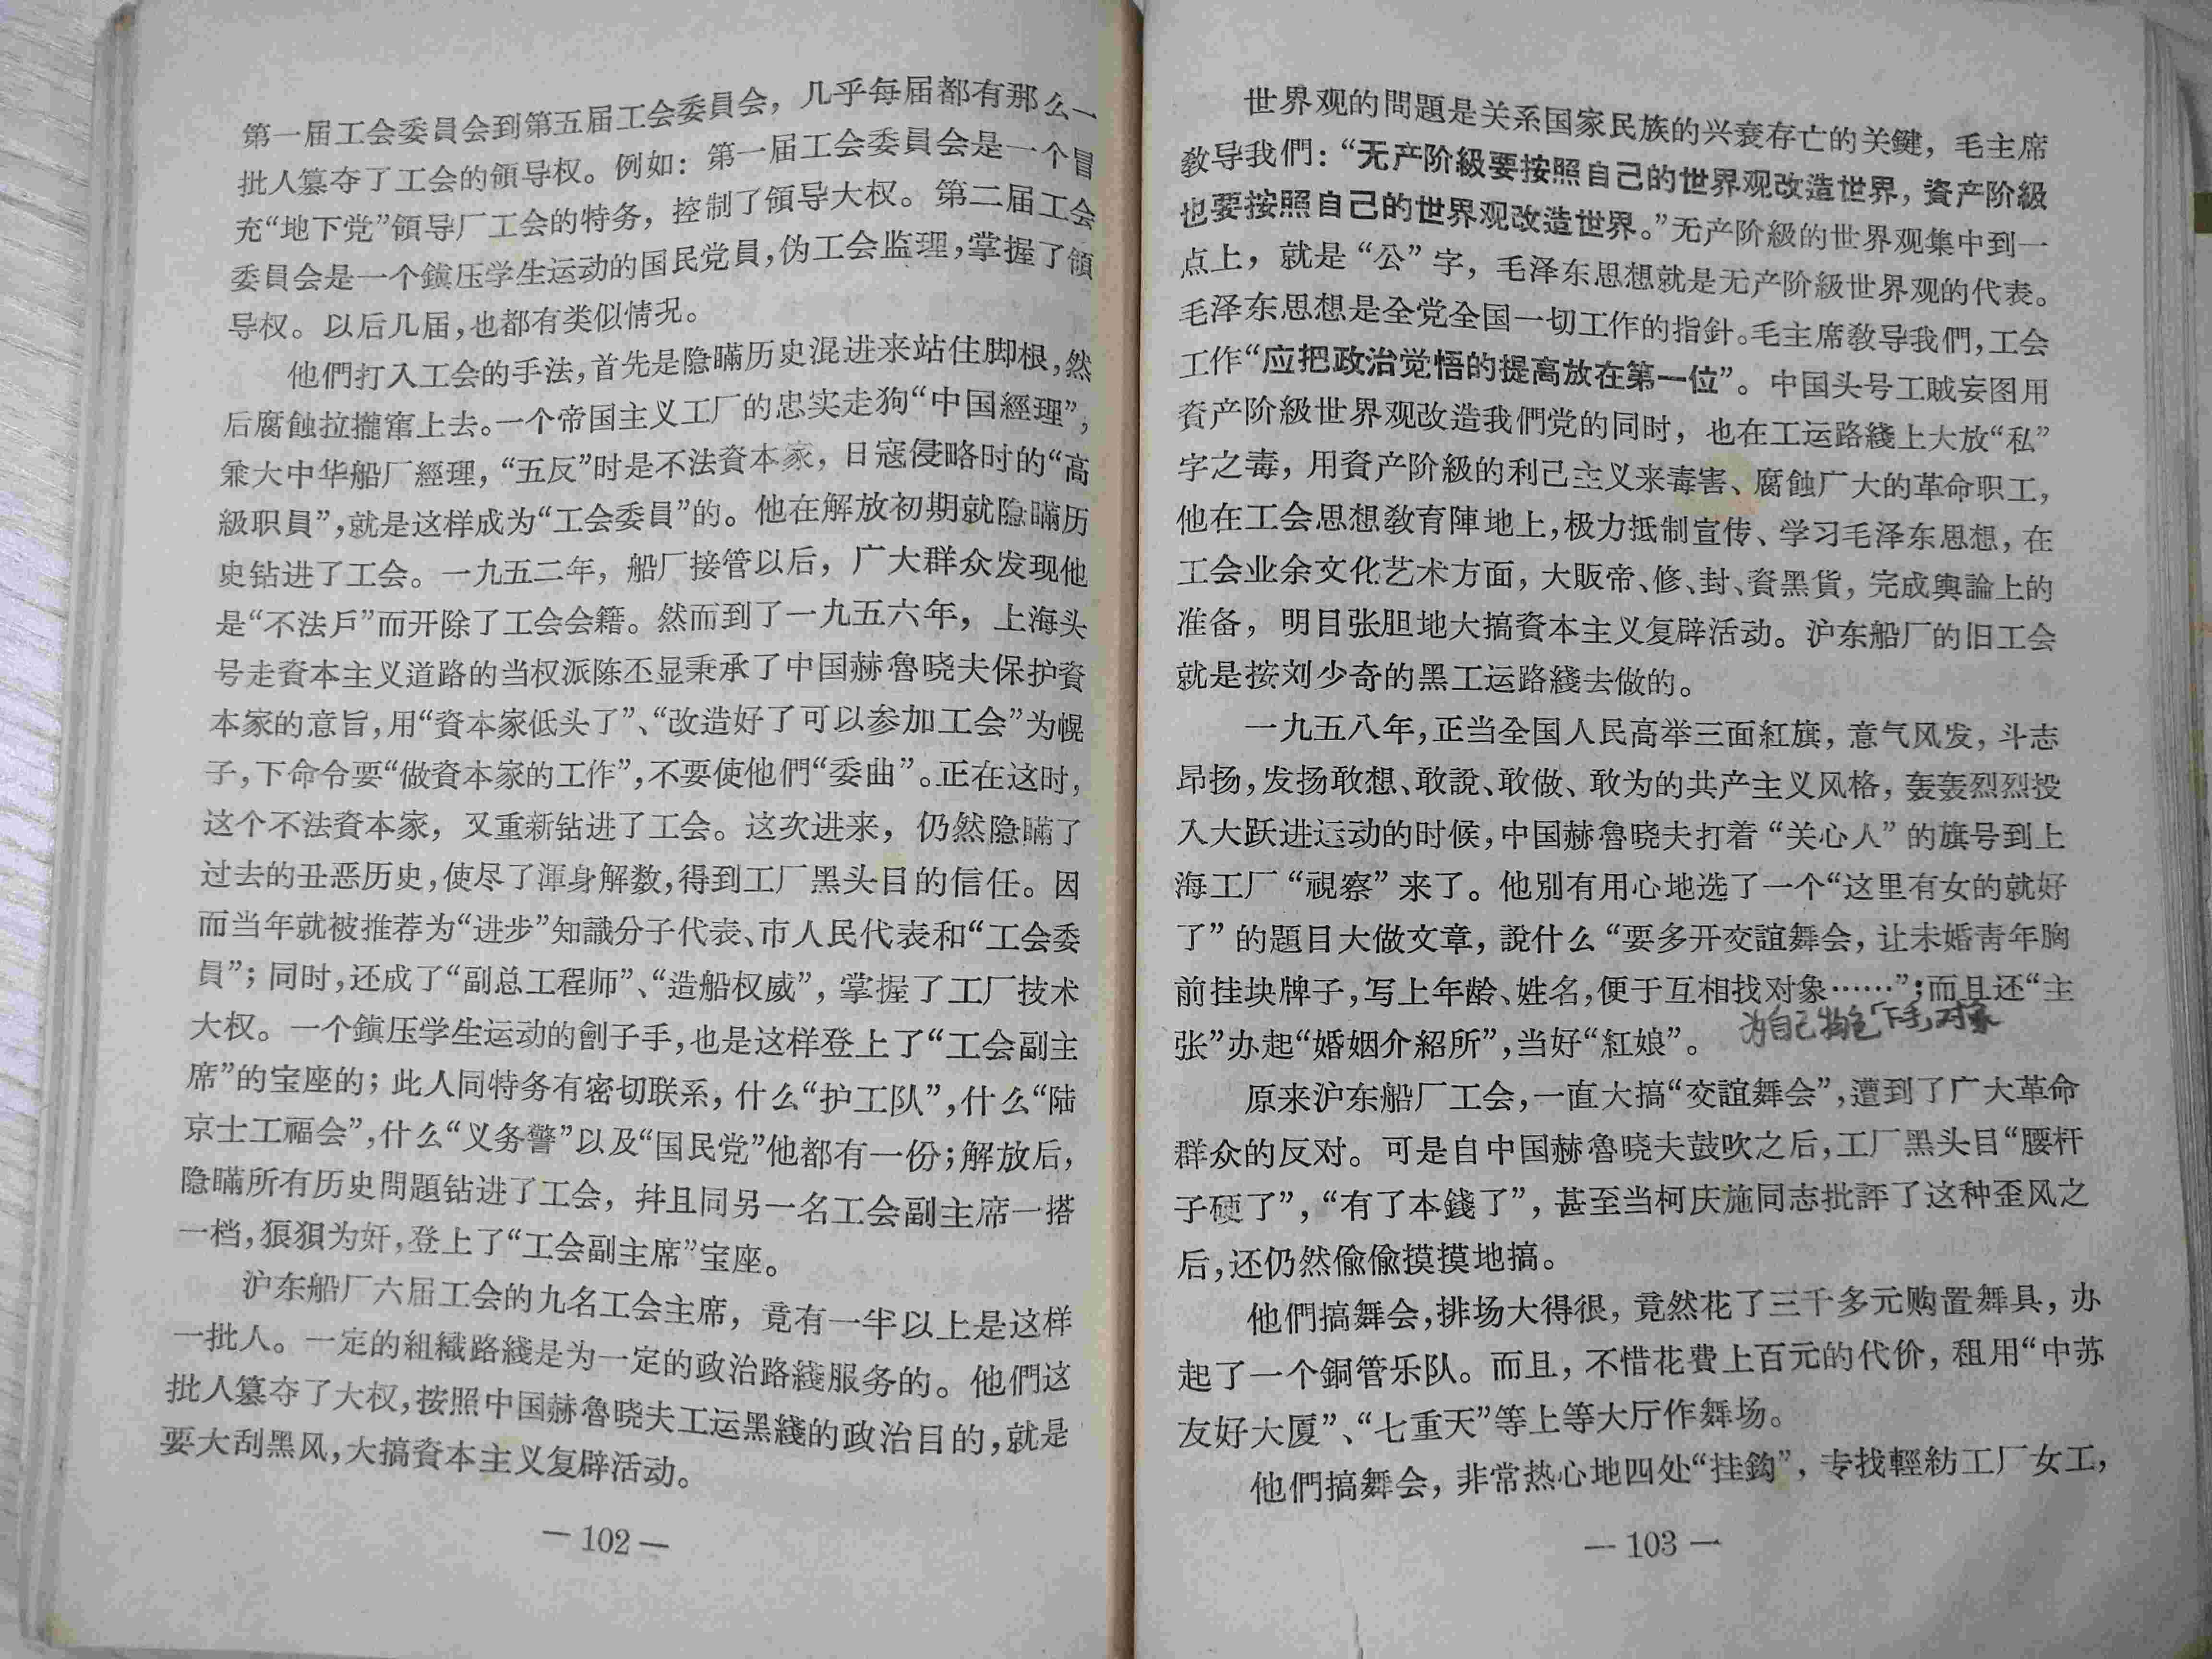 第一届工会委員会到第五届工会委員会，几乎每届都有那么一
批人簒夺了工会的領导权。例如：第一届工会委員会是一个冒
充“地下党”領导厂工会的特务，控制了領导大权。第二届工会
委員会是一个鎮压学生运动的国民党員，伪工会监理，掌握了領
导权。以后几届，也都有类似情况。
他們打入工会的手法，首先是隐瞞历史混进来站住脚根，然
后腐蝕拉攏窜上去。一个帝国主义工厂的忠实走狗“中国經理”，
兼大中华船厂經理，“五反”时是不法資本家，日寇侵略时的“高
級职員”，就是这样成为“工会委員”的。他在解放初期就隐瞞历
史钻进了工会。一九五二年，船厂接管以后，广大群众发现他
是“不法戶”而开除了工会会籍。然而到了一九五六年，上海头
号走資本主义道路的当权派陈丕显秉承了中国赫魯晓夫保护資
本家的意旨，用“資本家低头了”、“改造好了可以参加工会”为幌
子，下命令要“做資本家的工作”，不要使他們“委曲”。正在这时，
这个不法資本家，又重新钻进了工会。这次进来，仍然隐瞞了
过去的丑恶历史，使尽了渾身解数，得到工厂黑头目的信任。因
而当年就被推荐为“进步”知識分子代表、市人民代表和“工会委
員”；同时，还成了“副总工程师”、“造船权威”，掌握了工厂技术
大权。一个鎮压学生运动的劊子手，也是这样登上了“工会副主
席”的宝座的；此人同特务有密切联系，什么“护工队”，什么“陆
京士工福会”，什么“义务警”以及“国民党”他都有一份；解放后，
隐瞞所有历史問題钻进了工会，并且同另一名工会副主席一搭
一档，狼狽为奸，登上了“工会副主席”宝座。
沪东船厂六届工会的九名工会主席，竟有一半以上是这样
一批人。一定的組織路綫是为一定的政治路綫服务的。他們这
批人簒夺了大权，按照中国赫魯晓夫工运黑綫的政治目的，就是
要大刮黑风，大搞資本主义复辟活动。
— 102 —
世界观的問題是关系国家民族的兴衰存亡的关鍵，毛主席
教导我們：“无产阶級要按照自己的世界观改造世界，資产阶級
也要按照自己的世界观改造世界。”无产阶級的世界观集中到一
点上，就是“公”字，毛泽东思想就是无产阶級世界观的代表。
毛泽东思想是全党全国一切工作的指針。毛主席教导我們，工会
工作“应把政治觉悟的提高放在第一位”。中国头号工贼妄图用
資产阶級世界观改造我們党的同时，也在工运路綫上大放“私”
字之毒，用資产阶級的利己主义来毒害、腐蝕广大的革命职工，
他在工会思想教育陣地上，极力抵制宣传、学习毛泽东思想，在
工会业余文化艺术方面，大販帝、修、封、資黑貨，完成輿論上的
准备，明目张胆地大搞資本主义复辟活动。沪东船厂的旧工会
就是按刘少奇的黑工运路綫去做的。
一九五八年，正当全国人民高举三面紅旗，意气风发，斗志
昂扬，发扬敢想、敢說、敢做、敢为的共产主义风格，轰轰烈烈投
入大跃进运动的时候，中国赫魯晓夫打着“关心人”的旗号到上
海工厂“視察”来了。他別有用心地选了一个“这里有女的就好
了”的題目大做文章，說什么“要多开交誼舞会，让未婚青年胸
前挂块牌子，写上年龄、姓名，便于互相找对象……”；而且还“主
张”办起“婚姻介紹所”，当好“紅娘”。 为自己物色下手对象
原来沪东船厂工会，一直大搞“交誼舞会”，遭到了广大革命
群众的反对。可是自中国赫魯晓夫鼓吹之后，工厂黑头目“腰杆
子硬了”，“有了本錢了”，甚至当柯庆施同志批評了这种歪风之
后，还仍然偸偸摸摸地搞。
他們搞舞会，排场大得很，竟然花了三千多元购置舞具，办
起了一个銅管乐队。而且，不惜花費上百元的代价，租用“中苏
友好大厦”、“七重天”等上等大厅作舞场。
他們搞舞会，非常热心地四处“挂鈎”，专找輕紡工厂女工，
— 103 —